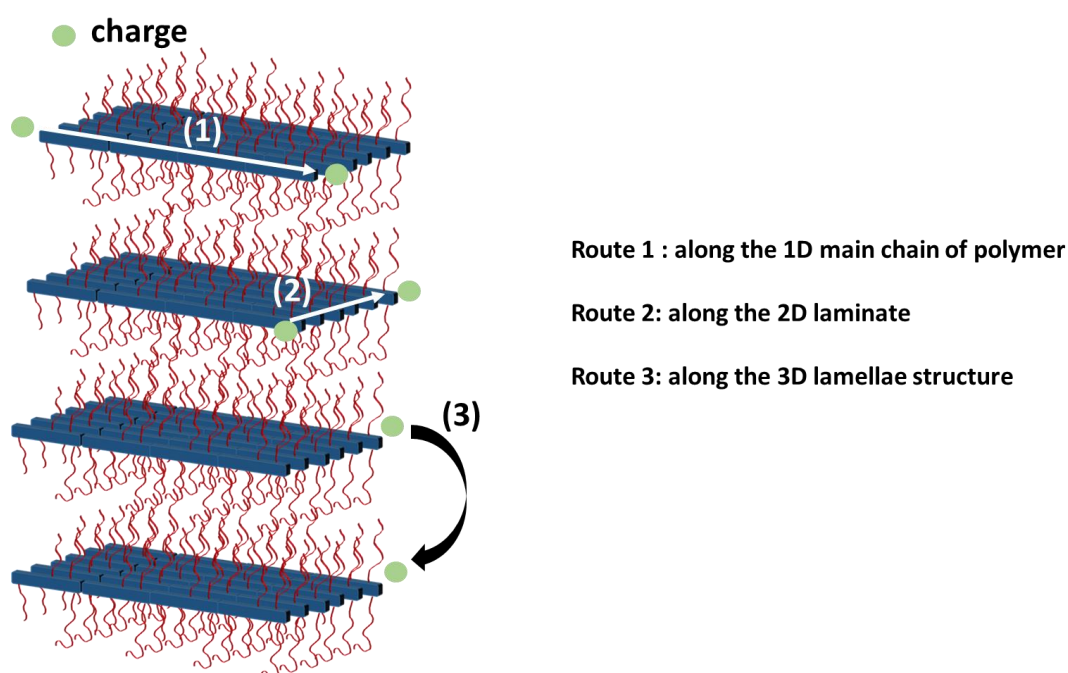 charge
(1)
(2)
(3)
Route 1 : along the 1D main chain of polymer
Route 2: along the 2D laminate
Route 3: along the 3D lamellae structure